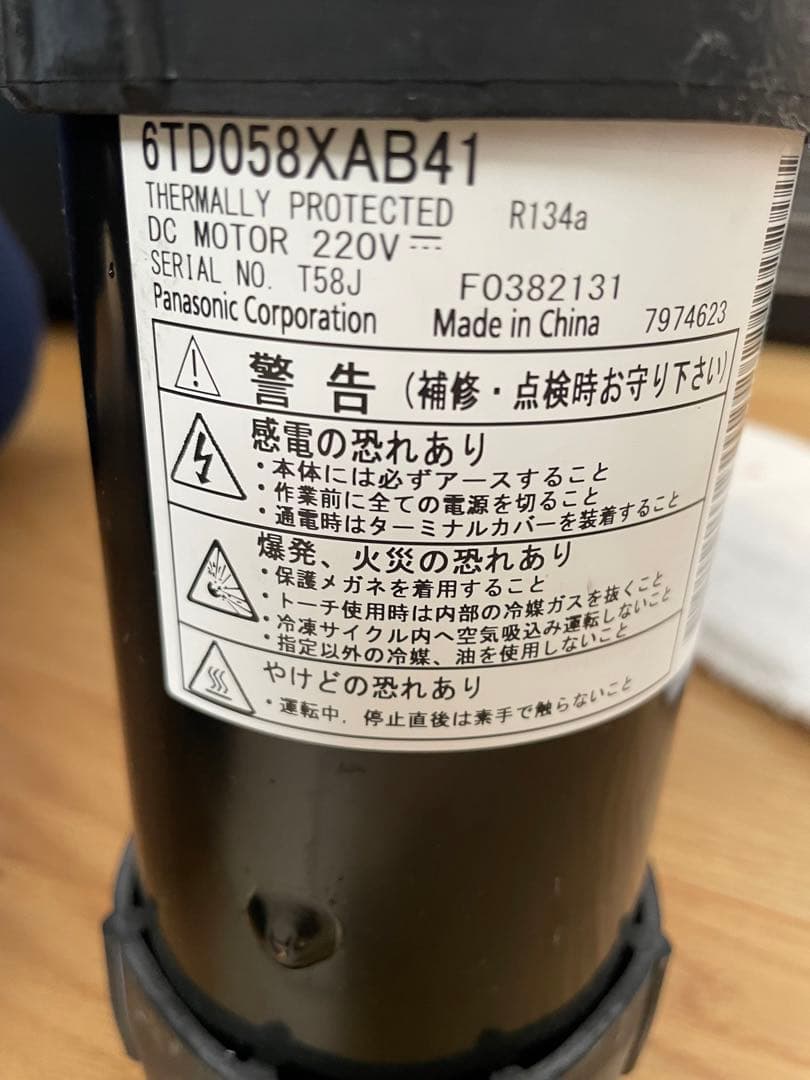 6TD058XAB41
THERMALLY PROTECTED R134a
DC MOTOR 220V
SERIAL NO. T58J F0382131
Panasonic Corporation Made in China 7974623
警告 (補修・点検時お守り下さい)
感電の恐れあり
・本体には必ずアースすること
・作業前に全ての電源を切ること
・通電時はターミナルカバーを装着すること
爆発、火災の恐れあり
・保護メガネを着用すること
・トーチ使用時は内部の冷媒ガスを抜くこと
・冷凍サイクル内へ空気吸込み運転しないこと
・指定以外の冷媒、油を使用しないこと
やけどの恐れあり
・運転中，停止直後は素手で触らないこと